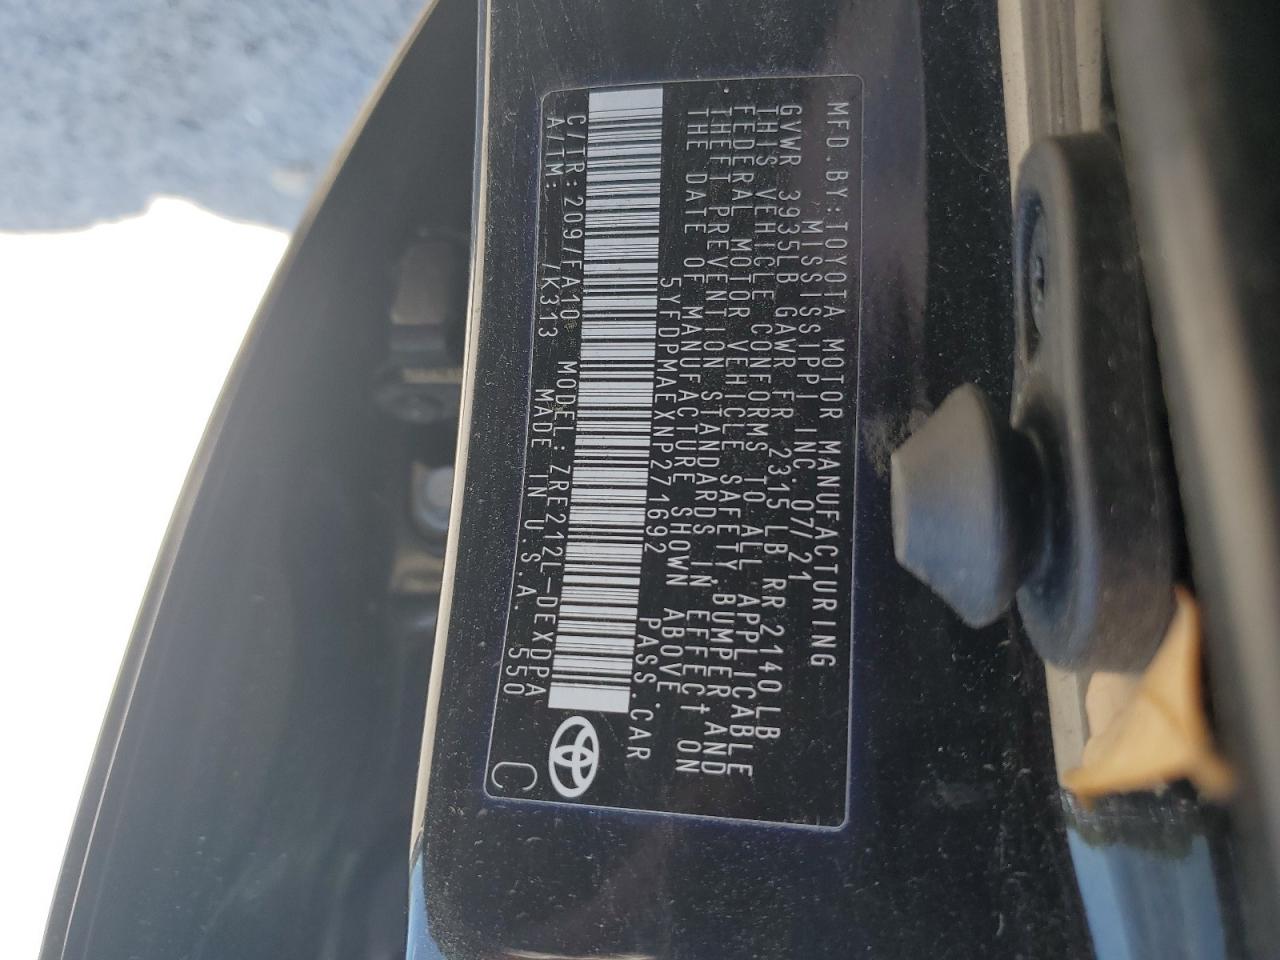 MFD.BY:TOYOTA MOTOR MANUFACTURING
MISSISSIPPI INC. 07/21
GVWR 3935LB GAWR FR 2315 LB RR 2140 LB
THIS VEHICLE CONFORMS TO ALL APPLICABLE
FEDERAL MOTOR VEHICLE SAFETY,BUMPER,AND
THEFT PREVENTION STANDARDS IN EFFECT ON
THE DATE OF MANUFACTURE SHOWN ABOVE.
5YFDPMAEXNP271692 PASS.CAR
C/TR:209/FA10 MODEL:ZRE212L-DEXDPA
A/TM: /K313 MADE IN U.S.A. 550
C